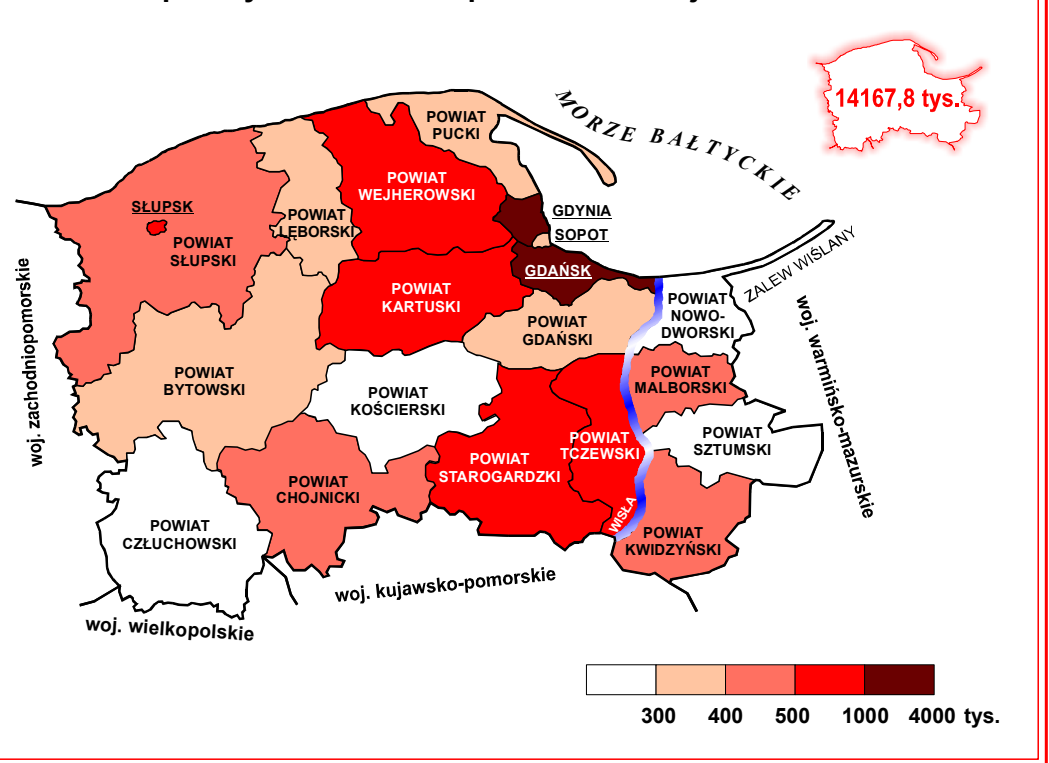 14167,8 tys.
MORZE BAŁTYCKIE
POWIAT
PUCKI
POWIAT
WEJHEROWSKI
SŁUPSK
POWIAT
SŁUPSKI
POWIAT
LĘBORSKI
GDYNIA
SOPOT
GDAŃSK
ZALEW WIŚLANY
POWIAT
KARTUSKI
POWIAT
NOWO-
DWORSKI
POWIAT
GDAŃSKI
woj. zachodniopomorskie
woj. warmińsko-mazurskie
POWIAT
BYTOWSKI
POWIAT
KOŚCIERSKI
POWIAT
MALBORSKI
POWIAT
TCZEWSKI
POWIAT
SZTUMSKI
POWIAT
STAROGARDZKI
POWIAT
CHOJNICKI
WISŁA
POWIAT
CZŁUCHOWSKI
POWIAT
KWIDZYŃSKI
woj. kujawsko-pomorskie
woj. wielkopolskie
300 400 500 1000 4000 tys.